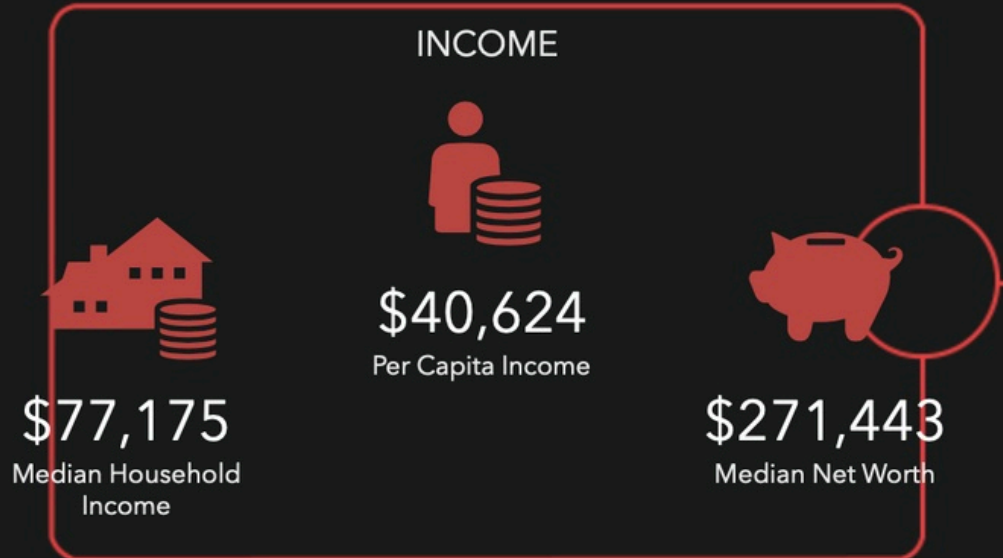 INCOME
$40,624
Per Capita Income
$77,175
Median Household
Income
$271,443
Median Net Worth